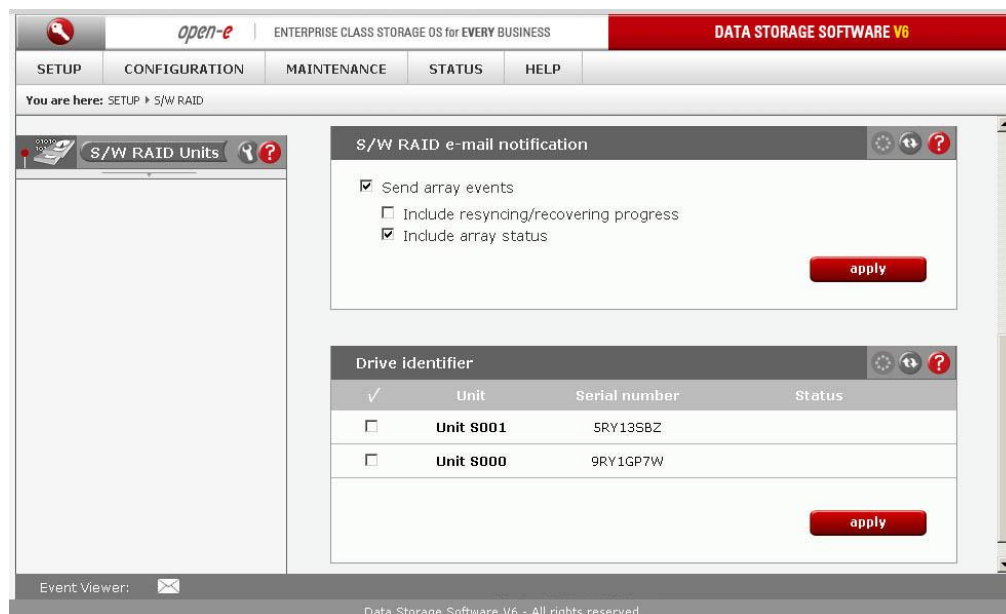 open-e | ENTERPRISE CLASS STORAGE OS for EVERY BUSINESS DATA STORAGE SOFTWARE V6
SETUP CONFIGURATION MAINTENANCE STATUS HELP
You are here: SETUP S/W RAID
S/W RAID Units
S/W RAID e-mail notification
Send array events
Include resyncing/recovering progress
Include array status
apply
Drive identifier
Unit Serial number Status
Unit S001 5RY13SBZ
Unit S000 9RY1GP7W
apply
Event Viewer:
Data Storage Software V6 - All rights reserved